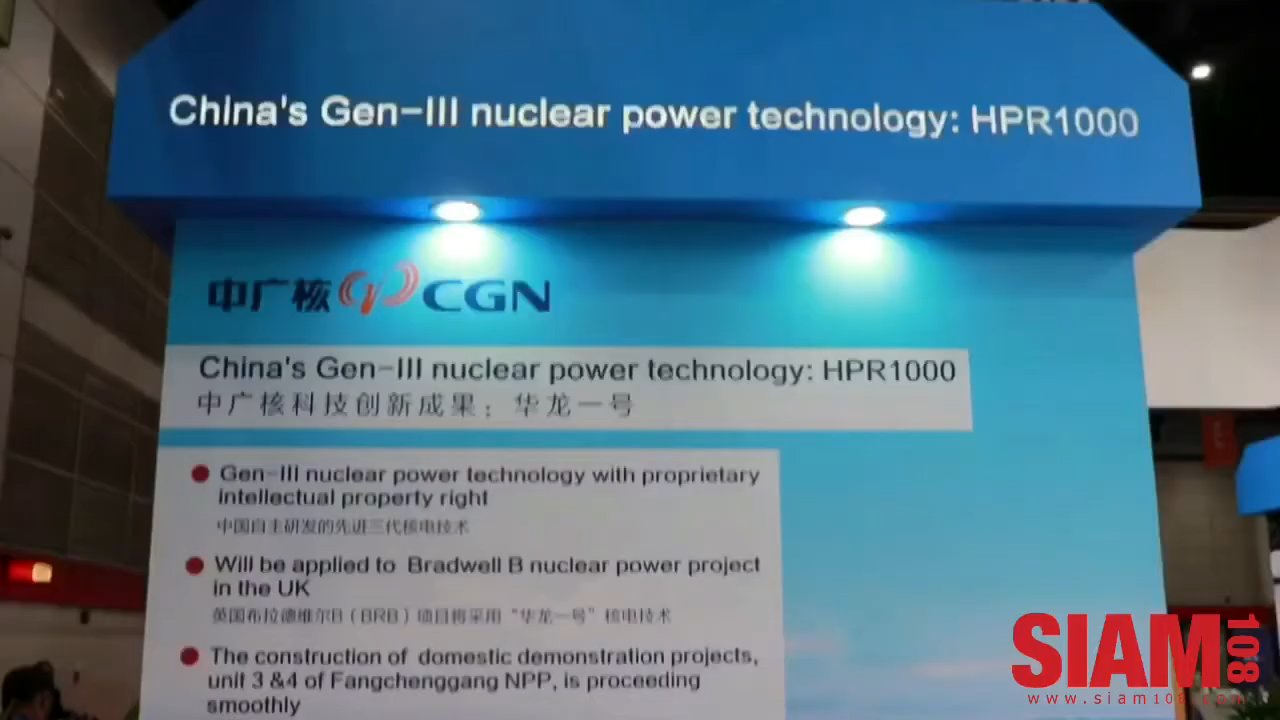 China's Gen-III nuclear power technology: HPR1000
中广核 CGN
China's Gen-III nuclear power technology: HPR1000
中广核科技创新成果：华龙一号
Gen-III nuclear power technology with proprietary
intellectual property right
中国自主研发的先进三代核电技术
Will be applied to Bradwell B nuclear power project
in the UK
英国布拉德维尔B（BRB）项目将采用“华龙一号”核电技术
The construction of domestic demonstration projects,
unit 3 &4 of Fangchenggang NPP, is proceeding
smoothly
SIAM 108
www.siam108.com